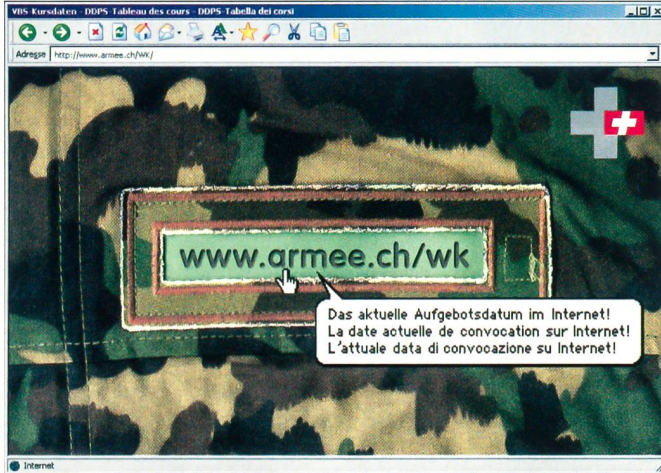 VBS-Kursdaten - DDPS-Tableau des cours - DDPS-Tabella dei corsi
Adresse http://www.armee.ch/WK/
www.armee.ch/wk
Das aktuelle Aufgebotsdatum im Internet!
La date actuelle de convocation sur Internet!
L'attuale data di convocazione su Internet!
Internet